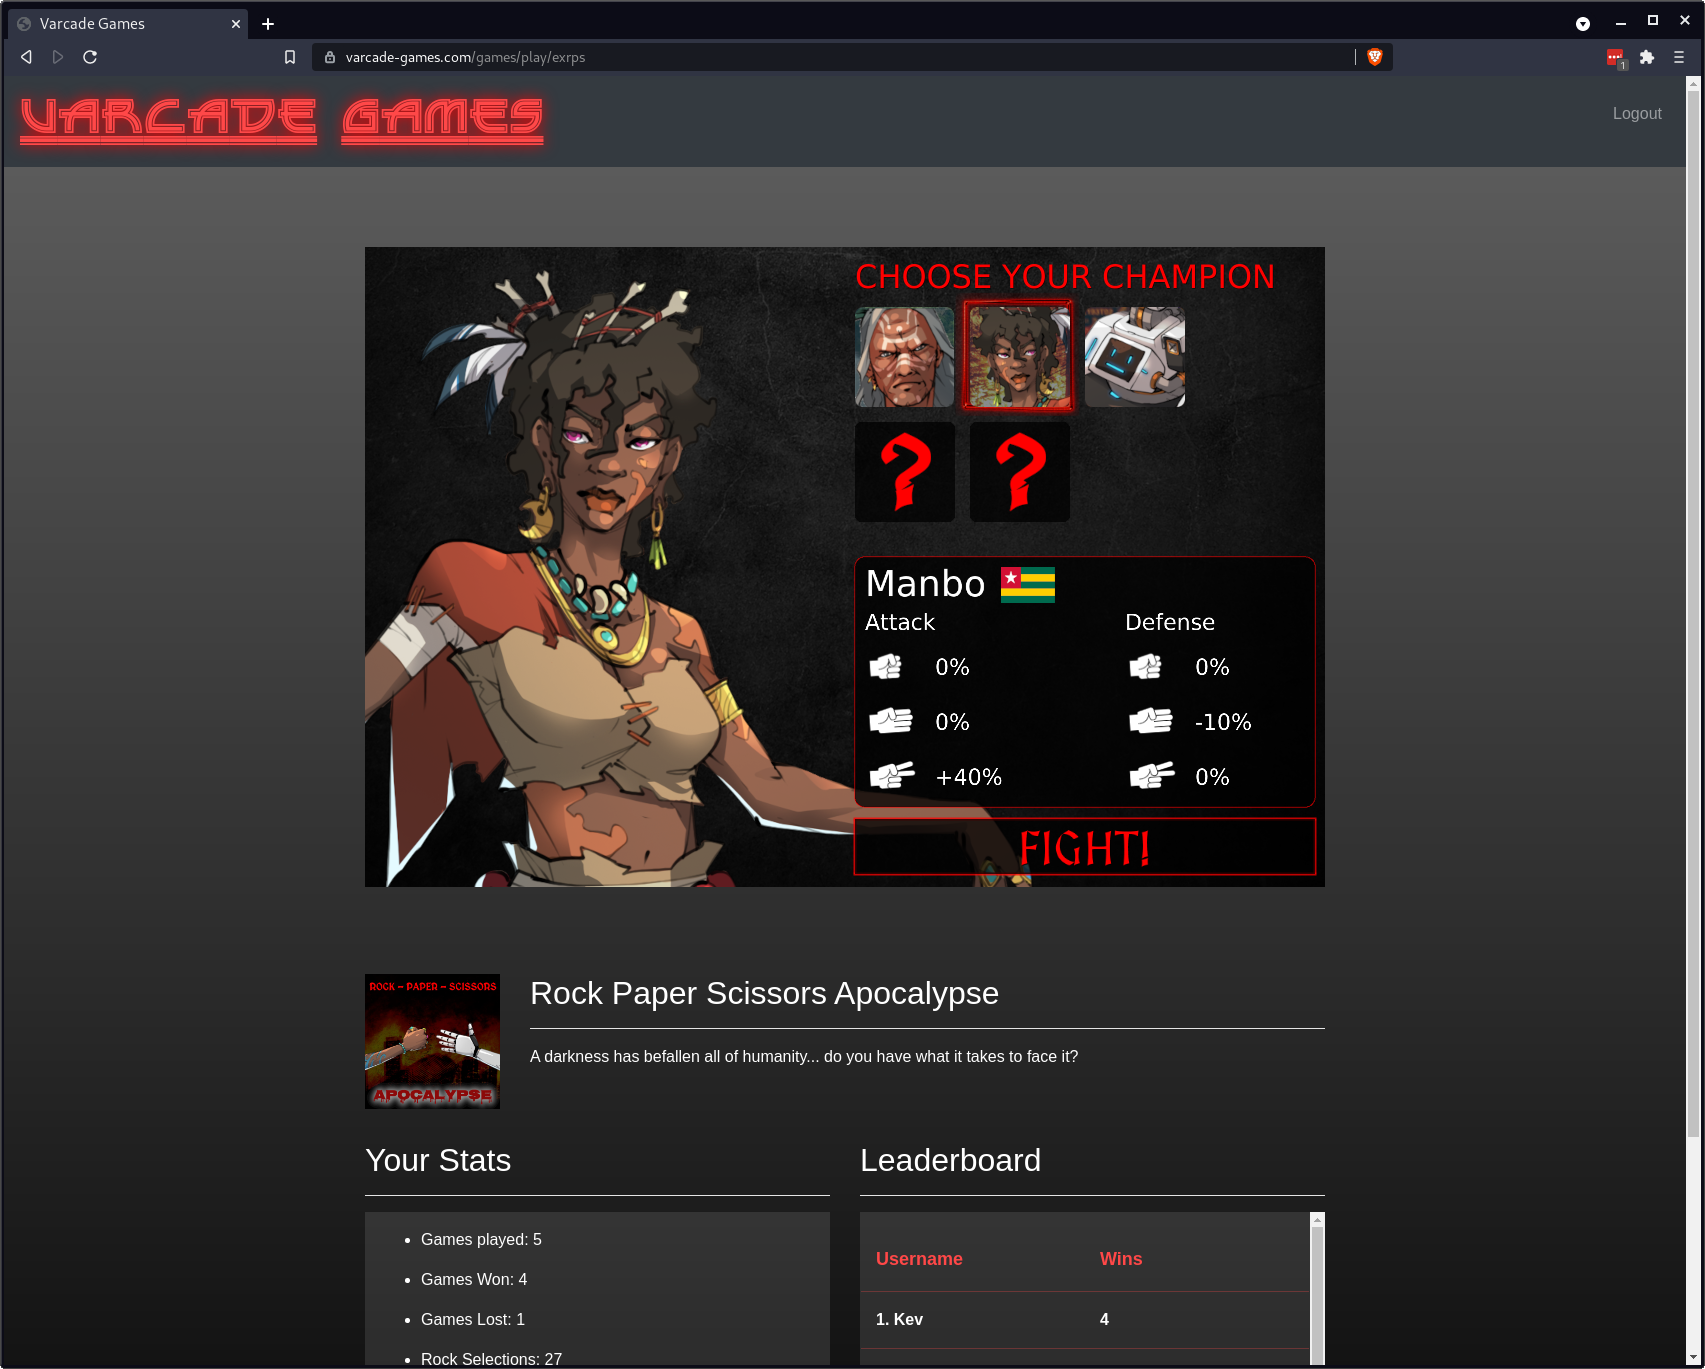 Varcade Games
varcade-games.com/games/play/exrps
1
VARCADE GAMES
Logout
CHOOSE YOUR CHAMPION
? ?
Manbo
Attack Defense
0% 0%
0% -10%
+40% 0%
FIGHT!
ROCK - PAPER - SCISSORS
APOCALYPSE
Rock Paper Scissors Apocalypse
A darkness has befallen all of humanity... do you have what it takes to face it?
Your Stats
Games played: 5
Games Won: 4
Games Lost: 1
Rock Selections: 27
Leaderboard
Username Wins
1. Kev 4